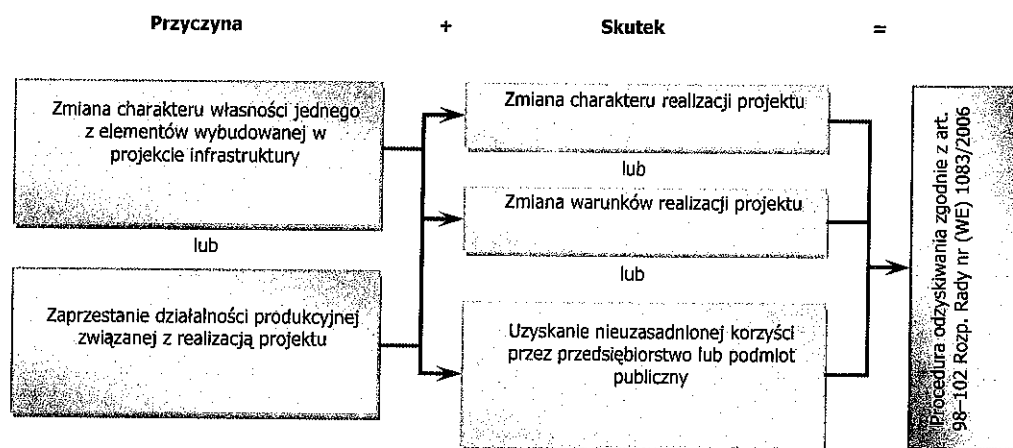 Przyczyna + Skutek =
Zmiana charakteru własności jednego
z elementów wybudowanej w
projekcie infrastruktury
lub
Zaprzestanie działalności produkcyjnej
związanej z realizacją projektu
Zmiana charakteru realizacji projektu
lub
Zmiana warunków realizacji projektu
lub
Uzyskanie nieuzasadnionej korzyści
przez przedsiębiorstwo lub podmiot
publiczny
Procedura odzyskiwania zgodnie z art.
98–102 Rozp. Rady nr (WE) 1083/2006